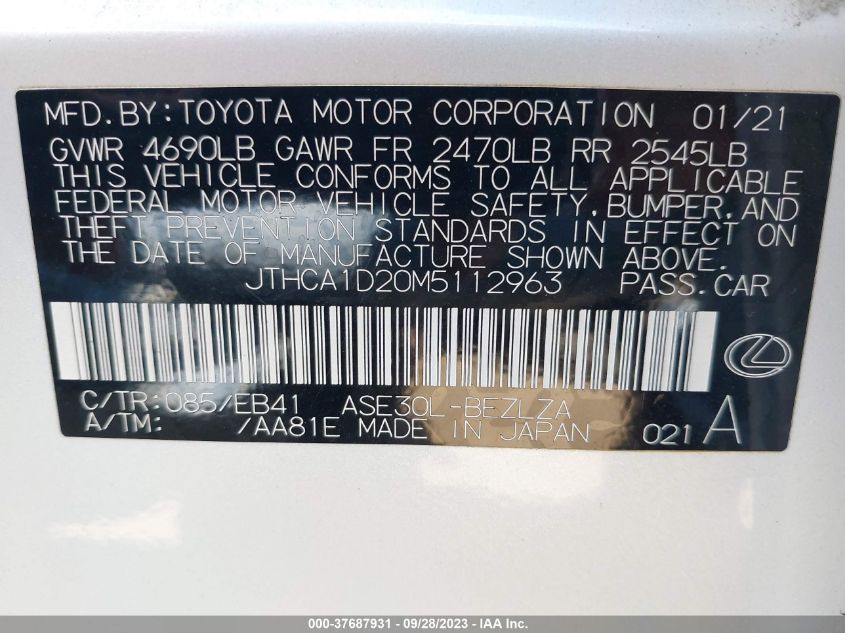 MFD.BY:TOYOTA MOTOR CORPORATION 01/21
GVWR 4690LB GAWR FR 2470LB RR 2545LB
THIS VEHICLE CONFORMS TO ALL APPLICABLE
FEDERAL MOTOR VEHICLE SAFETY,BUMPER,AND
THEFT PREVENTION STANDARDS IN EFFECT ON
THE DATE OF MANUFACTURE SHOWN ABOVE.
JTHCA1D20M5112963 PASS.CAR
C/TR:085/EB41 ASE30L-BEZLZA
A/TM: /AA81E MADE IN JAPAN 021 A
000-37687931 - 09/28/2023 - IAA Inc.